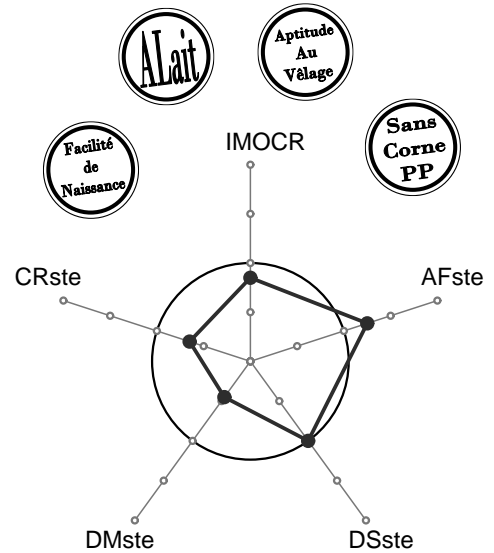 ALait
Aptitude
Au
Vêlage
Facilité
de
Naissance
Sans
Corne
PP
IMOCR
CRste
AFste
DMste
DSste